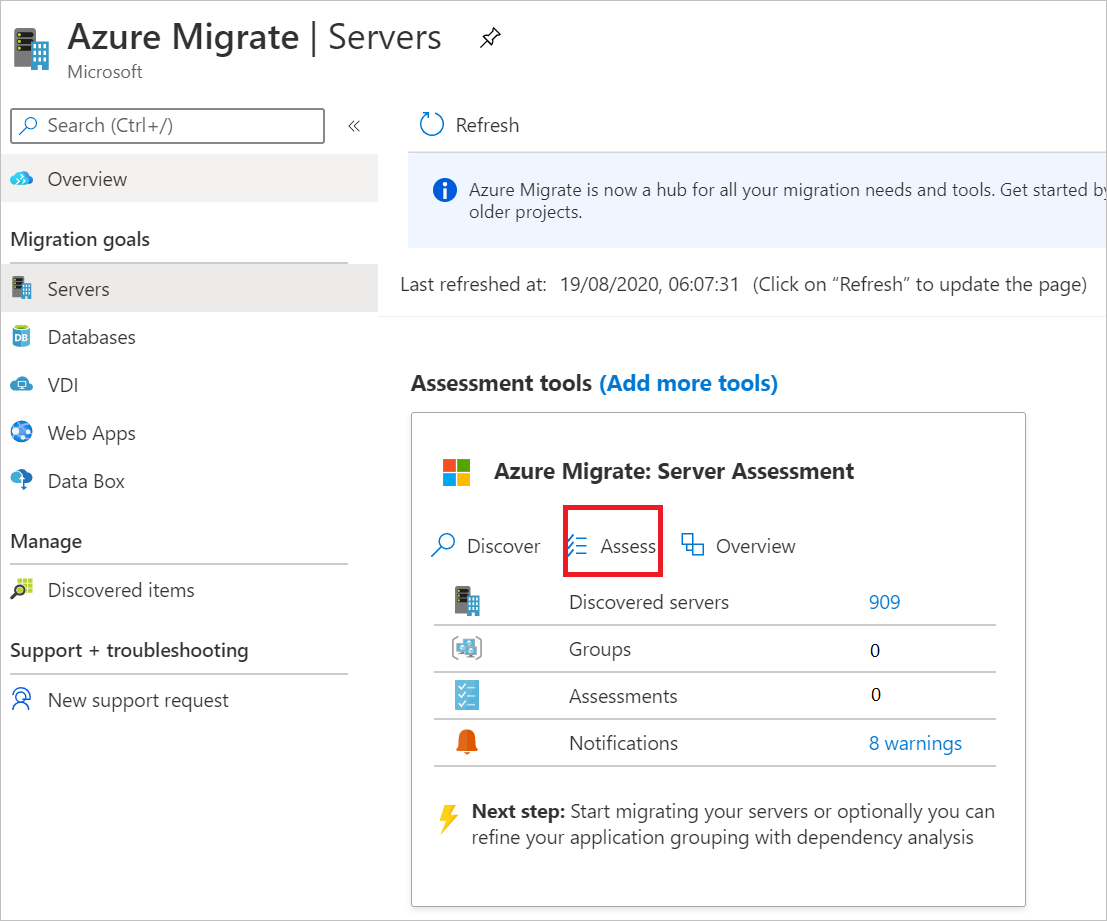 Azure Migrate | Servers
Microsoft
Search (Ctrl+/)
«
Refresh
Overview
Azure Migrate is now a hub for all your migration needs and tools. Get started by
older projects.
Migration goals
Servers
Last refreshed at: 19/08/2020, 06:07:31 (Click on “Refresh” to update the page)
Databases
VDI
Web Apps
Data Box
Manage
Discovered items
Support + troubleshooting
New support request
Assessment tools (Add more tools)
Azure Migrate: Server Assessment
Discover Assess Overview
Discovered servers 909
Groups 0
Assessments 0
Notifications 8 warnings
Next step: Start migrating your servers or optionally you can
refine your application grouping with dependency analysis